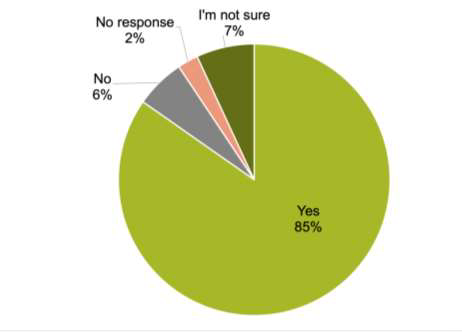 I'm not sure
7%
No response
2%
No
6%
Yes
85%